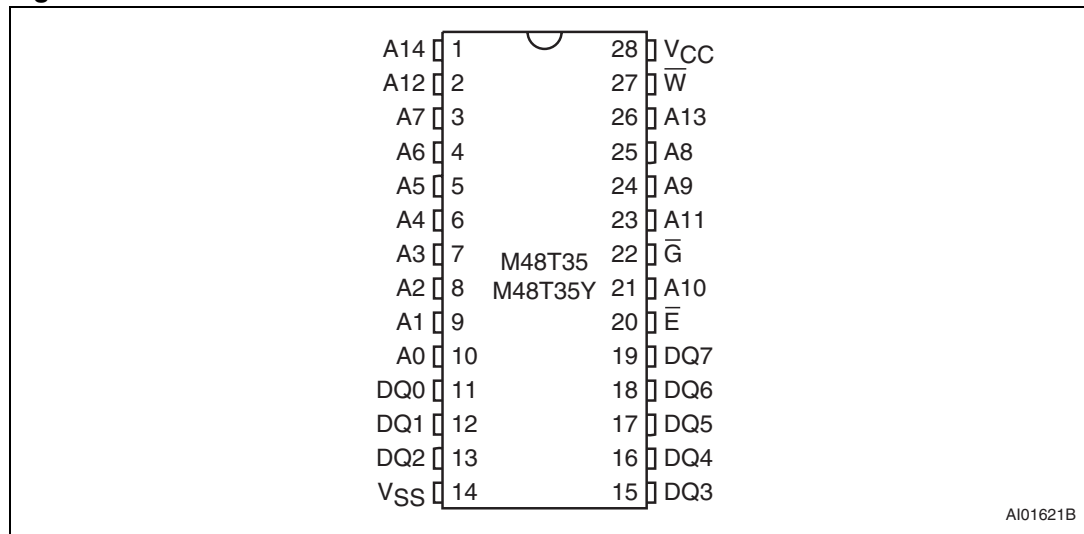 A14 1 28 VCC
A12 2 27 W̅
A7 3 26 A13
A6 4 25 A8
A5 5 24 A9
A4 6 23 A11
A3 7 M48T35 22 G̅
A2 8 M48T35Y 21 A10
A1 9 20 E̅
A0 10 19 DQ7
DQ0 11 18 DQ6
DQ1 12 17 DQ5
DQ2 13 16 DQ4
VSS 14 15 DQ3
AI01621B